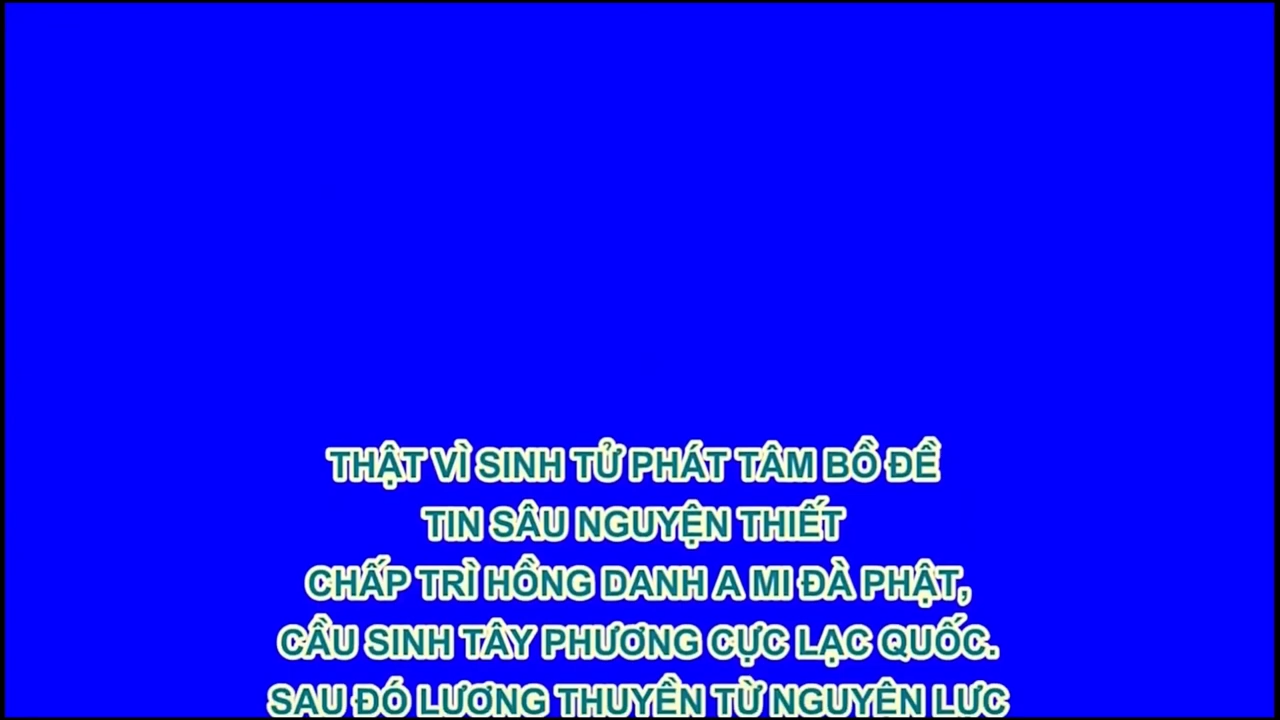 THẬT VÌ SINH TỬ PHÁT TÂM BỒ ĐỀ
TIN SÂU NGUYỆN THIẾT
CHẤP TRÌ HỒNG DANH A MI ĐÀ PHẬT,
CẦU SINH TÂY PHƯƠNG CỰC LẠC QUỐC.
SAU ĐÓ LƯƠNG THUYỀN TỪ NGUYỆN LỰC